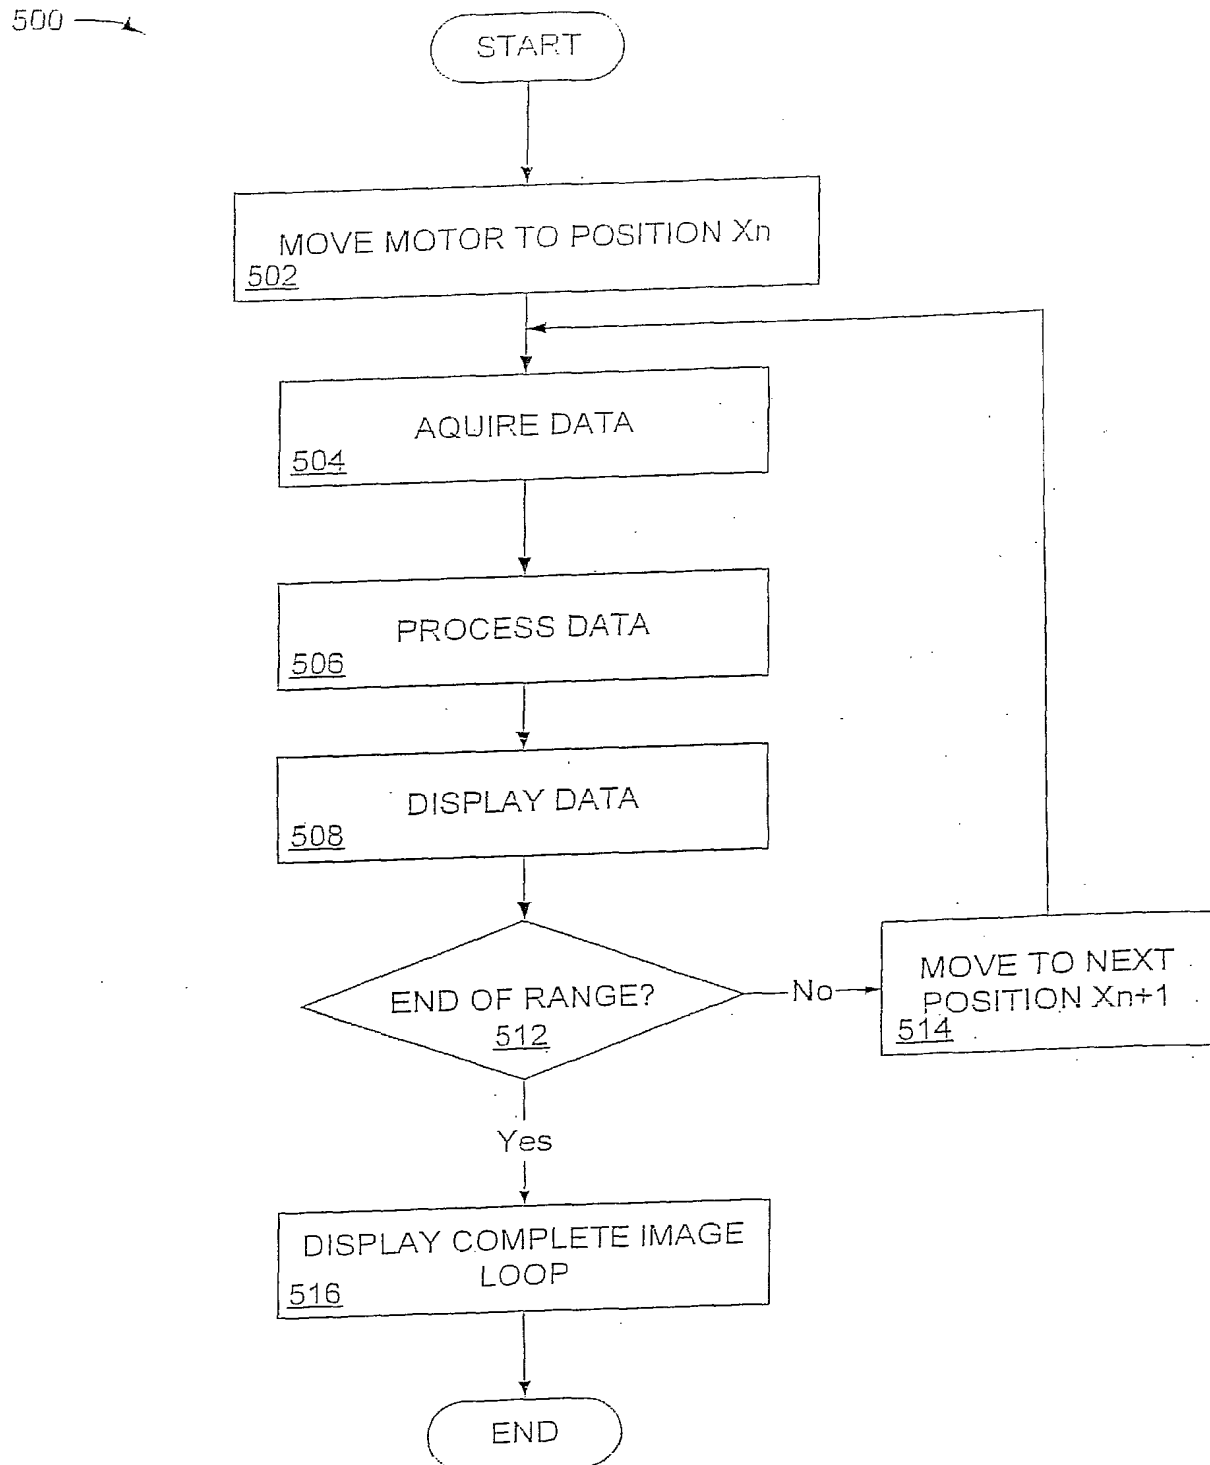 500
START
MOVE MOTOR TO POSITION Xn
502
AQUIRE DATA
504
PROCESS DATA
506
DISPLAY DATA
508
END OF RANGE?
512
No
MOVE TO NEXT
POSITION Xn+1
514
Yes
DISPLAY COMPLETE IMAGE
LOOP
516
END